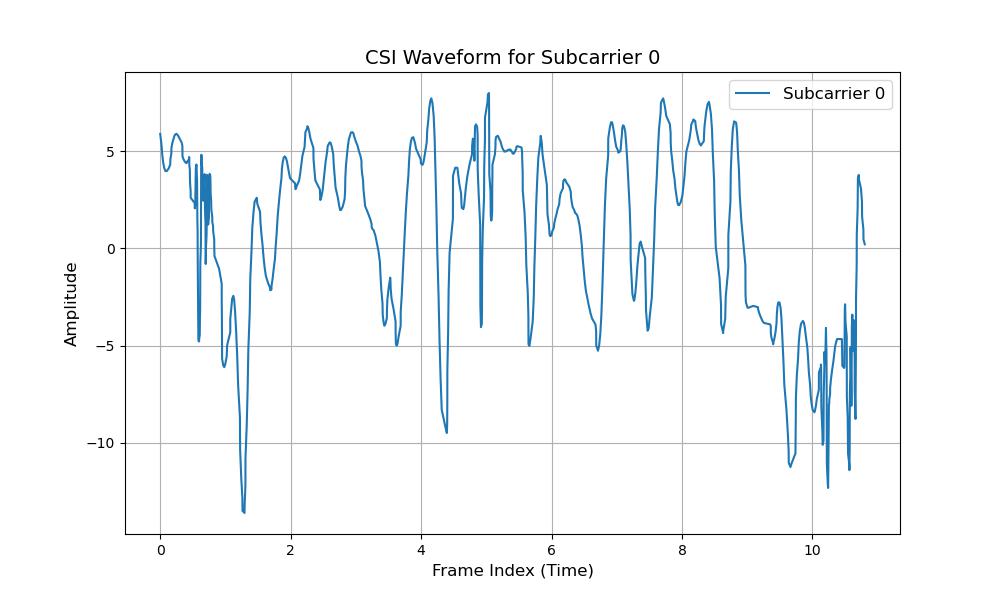 CSI Waveform for Subcarrier 0
Subcarrier 0
5
0
−5
−10
Amplitude
0 2 4 6 8 10
Frame Index (Time)